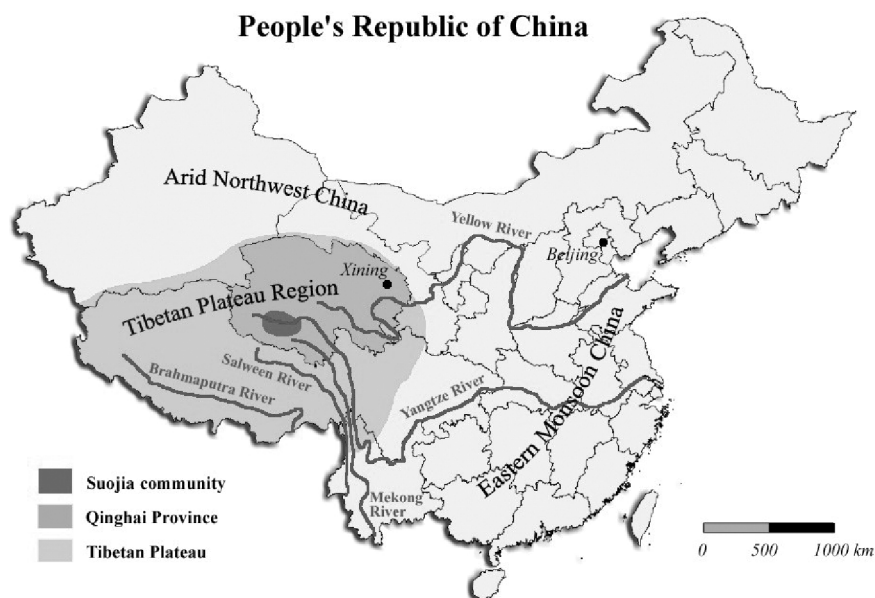 People's Republic of China
Arid Northwest China
Yellow River
Beijing
Xining
Tibetan Plateau Region
Salween River
Brahmaputra River
Yangtze River
Eastern Monsoon China
Mekong
River
Suojia community
Qinghai Province
Tibetan Plateau
0 500 1000 km